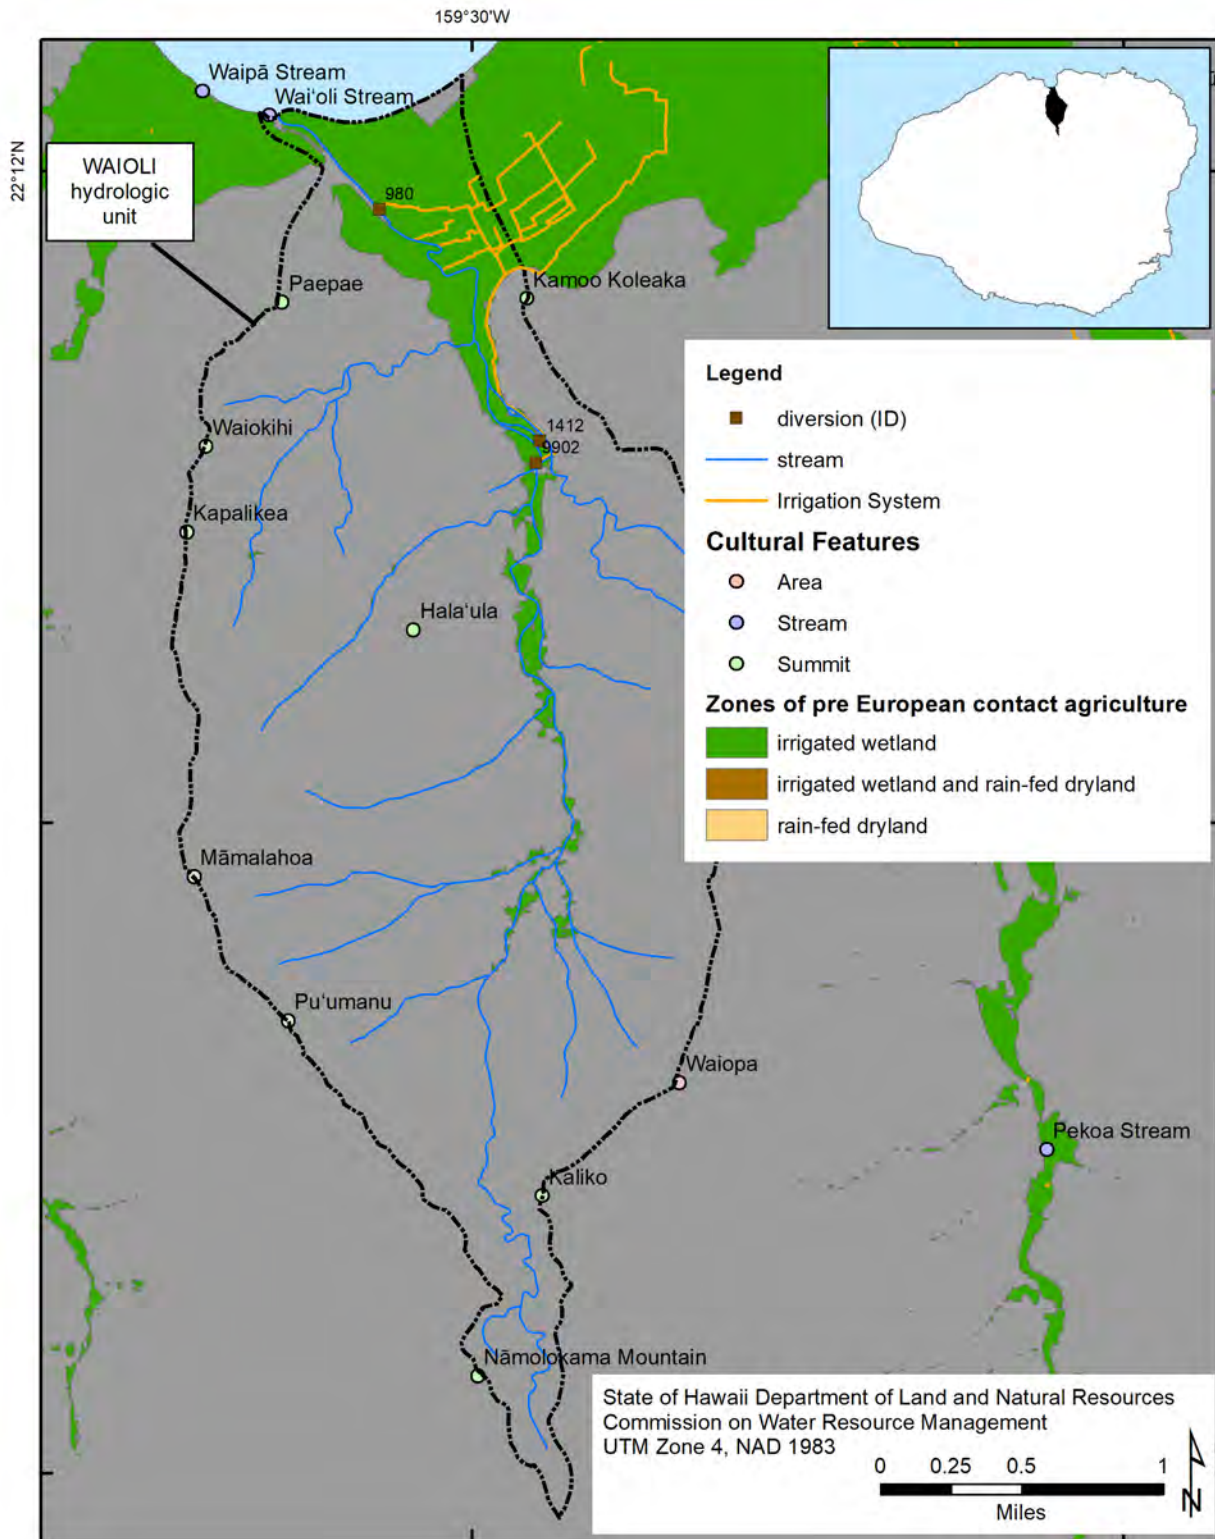 159°30'W
22°12'N
Waipā Stream
Wai‘oli Stream
WAIOLI
hydrologic
unit
980
Paepae
Kamoo Koleaka
Waiokihi
1412
9902
Kapalikea
Hala‘ula
Māmalahoa
Pu‘umanu
Waiopa
Pekoa Stream
Kaliko
Nāmolokama Mountain
Legend
diversion (ID)
stream
Irrigation System
Cultural Features
Area
Stream
Summit
Zones of pre European contact agriculture
irrigated wetland
irrigated wetland and rain-fed dryland
rain-fed dryland
State of Hawaii Department of Land and Natural Resources
Commission on Water Resource Management
UTM Zone 4, NAD 1983
0 0.25 0.5 1
Miles
N